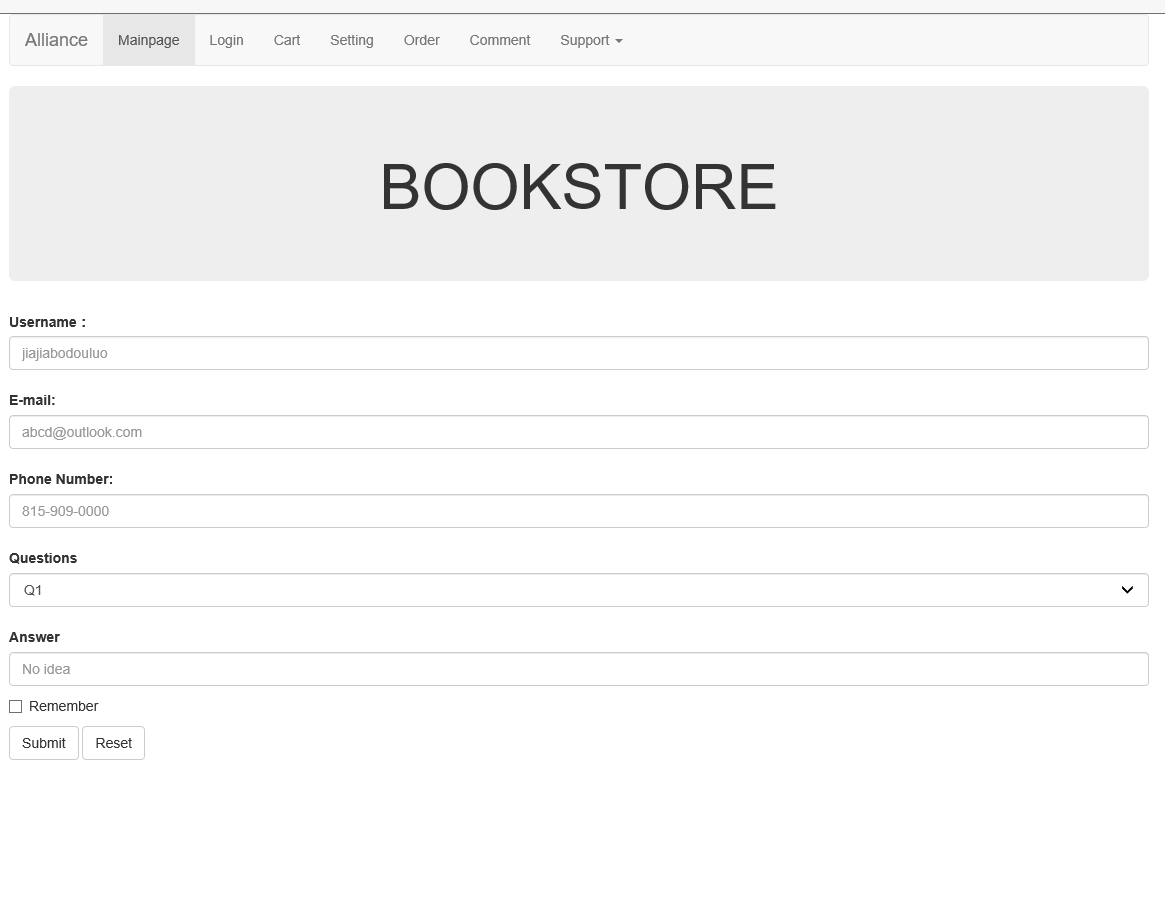 Alliance Mainpage Login Cart Setting Order Comment Support
BOOKSTORE
Username :
jiajiabodouluo
E-mail:
abcd@outlook.com
Phone Number:
815-909-0000
Questions
Q1
Answer
No idea
Remember
Submit Reset